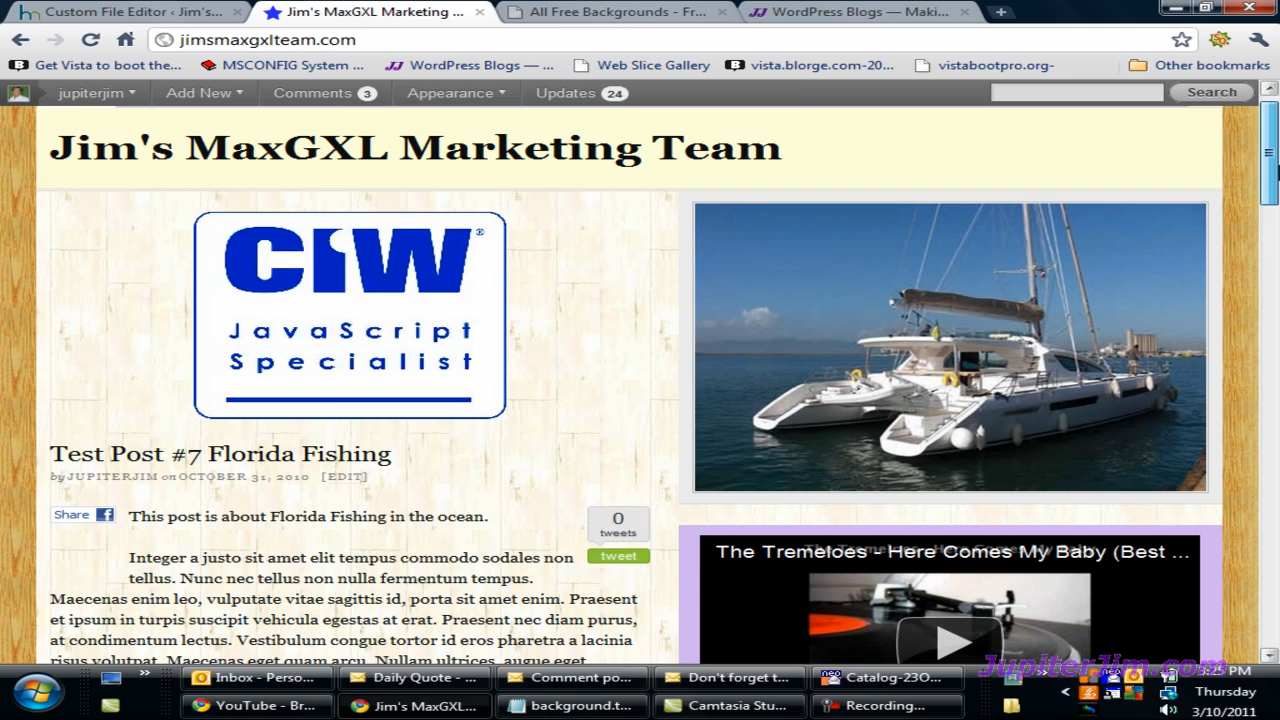 Custom File Editor ‹ Jim's...
Jim's MaxGXL Marketing ...
All Free Backgrounds - Fr...
WordPress Blogs — Maki...
jimsmaxgxlteam.com
Get Vista to boot the...
MSCONFIG System ...
WordPress Blogs — ...
Web Slice Gallery
vista.blorge.com-20...
vistabootpro.org-
Other bookmarks
jupiterjim
Add New
Comments 3
Appearance
Updates 24
Search
Jim's MaxGXL Marketing Team
CIW®
JavaScript
Specialist
Test Post #7 Florida Fishing
by JUPITERJIM on OCTOBER 31, 2010 [EDIT]
Share
This post is about Florida Fishing in the ocean.
0
tweets
tweet
Integer a justo sit amet elit tempus commodo sodales non
tellus. Nunc nec tellus non nulla fermentum tempus.
Maecenas enim leo, vulputate vitae sagittis id, porta sit amet enim. Praesent
et ipsum in turpis suscipit vehicula egestas at erat. Praesent nec diam purus,
at condimentum lectus. Vestibulum congue tortor id eros pharetra a lacinia
risus volutpat. Maecenas eget quam arcu. Nullam ultrices, augue eget
The Tremeloes - Here Comes My Baby (Best ...
JupiterJim.com
Inbox - Perso...
Daily Quote - ...
Comment po...
Don't forget t...
Catalog-23O...
3:25 PM
YouTube - Br...
Jim's MaxGXL...
background.t...
Camtasia Stu...
Recording...
Thursday
3/10/2011